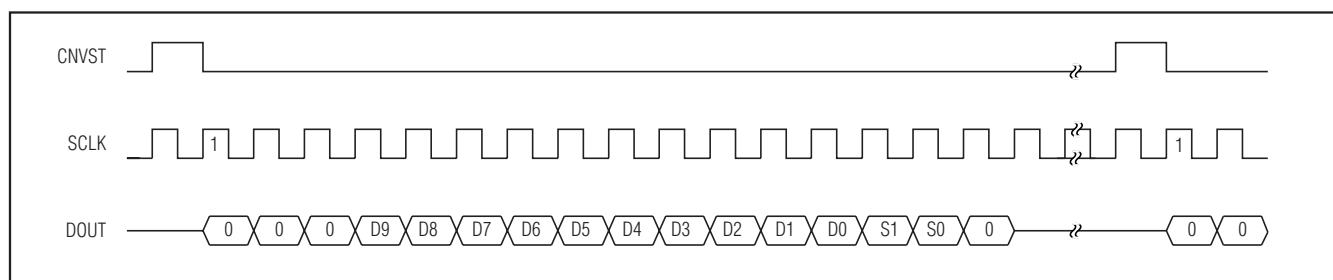 CNVST
SCLK 1 1
DOUT 0 0 0 D9 D8 D7 D6 D5 D4 D3 D2 D1 D0 S1 S0 0 0 0